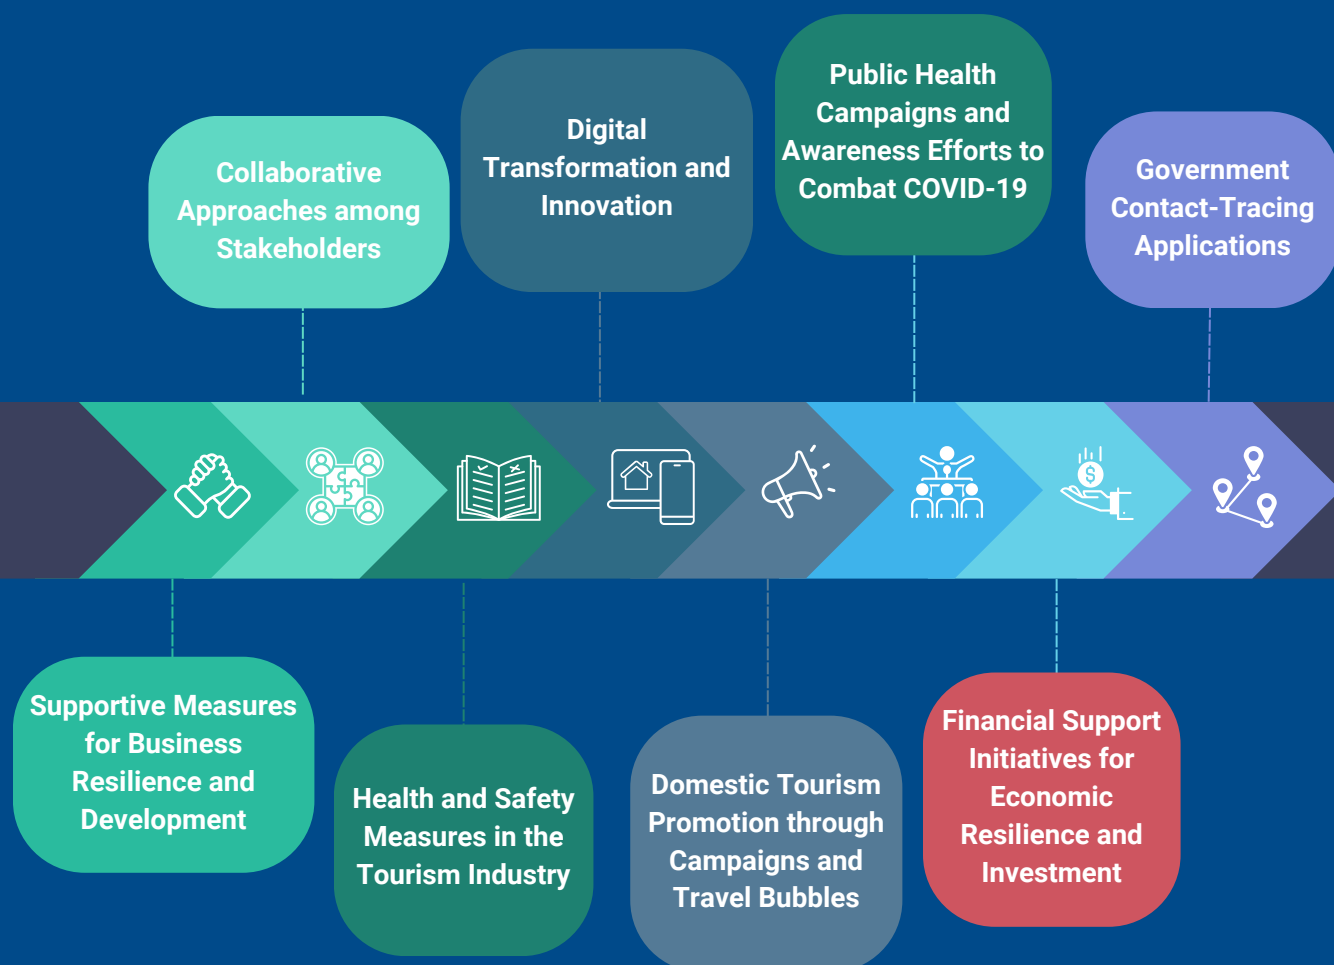 Collaborative
Approaches among
Stakeholders
Digital
Transformation and
Innovation
Public Health
Campaigns and
Awareness Efforts to
Combat COVID-19
Government
Contact-Tracing
Applications
$
Supportive Measures
for Business
Resilience and
Development
Health and Safety
Measures in the
Tourism Industry
Domestic Tourism
Promotion through
Campaigns and
Travel Bubbles
Financial Support
Initiatives for
Economic
Resilience and
Investment